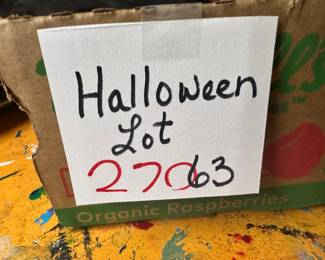 Halloween
Lot
27063
Organic Raspberries